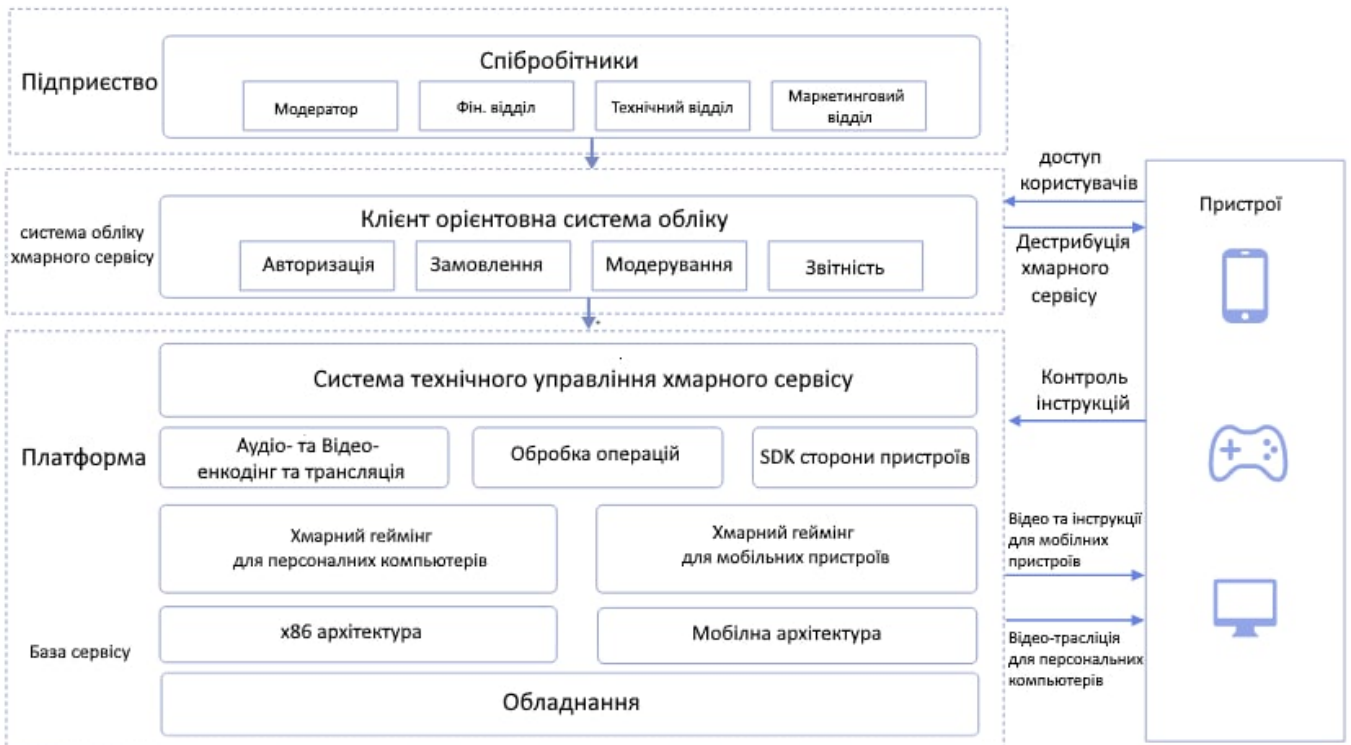 Підприєство
Спібробітники
Модератор
Фін. відділ
Технічний відділ
Маркетинговий
відділ
система обліку
хмарного сервісу
Клієнт орієнтовна система обліку
Авторизація
Замовлення
Модерування
Звітність
доступ
користувачів
Дестрибуція
хмарного
сервісу
Пристрої
Платформа
Система технічного управління хмарного сервісу
Аудіо- та Відео-
енкодінг та трансляція
Обробка операцій
SDK сторони пристроїв
Контроль
інструкцій
Хмарний геймінг
для персоналних компьютерів
Хмарний геймінг
для мобільних пристроїв
Відео та інструкції
для мобілних
пристроїв
База сервісу
x86 архітектура
Мобілна архітектура
Відео-трасліція
для персональних
компьютерів
Обладнання